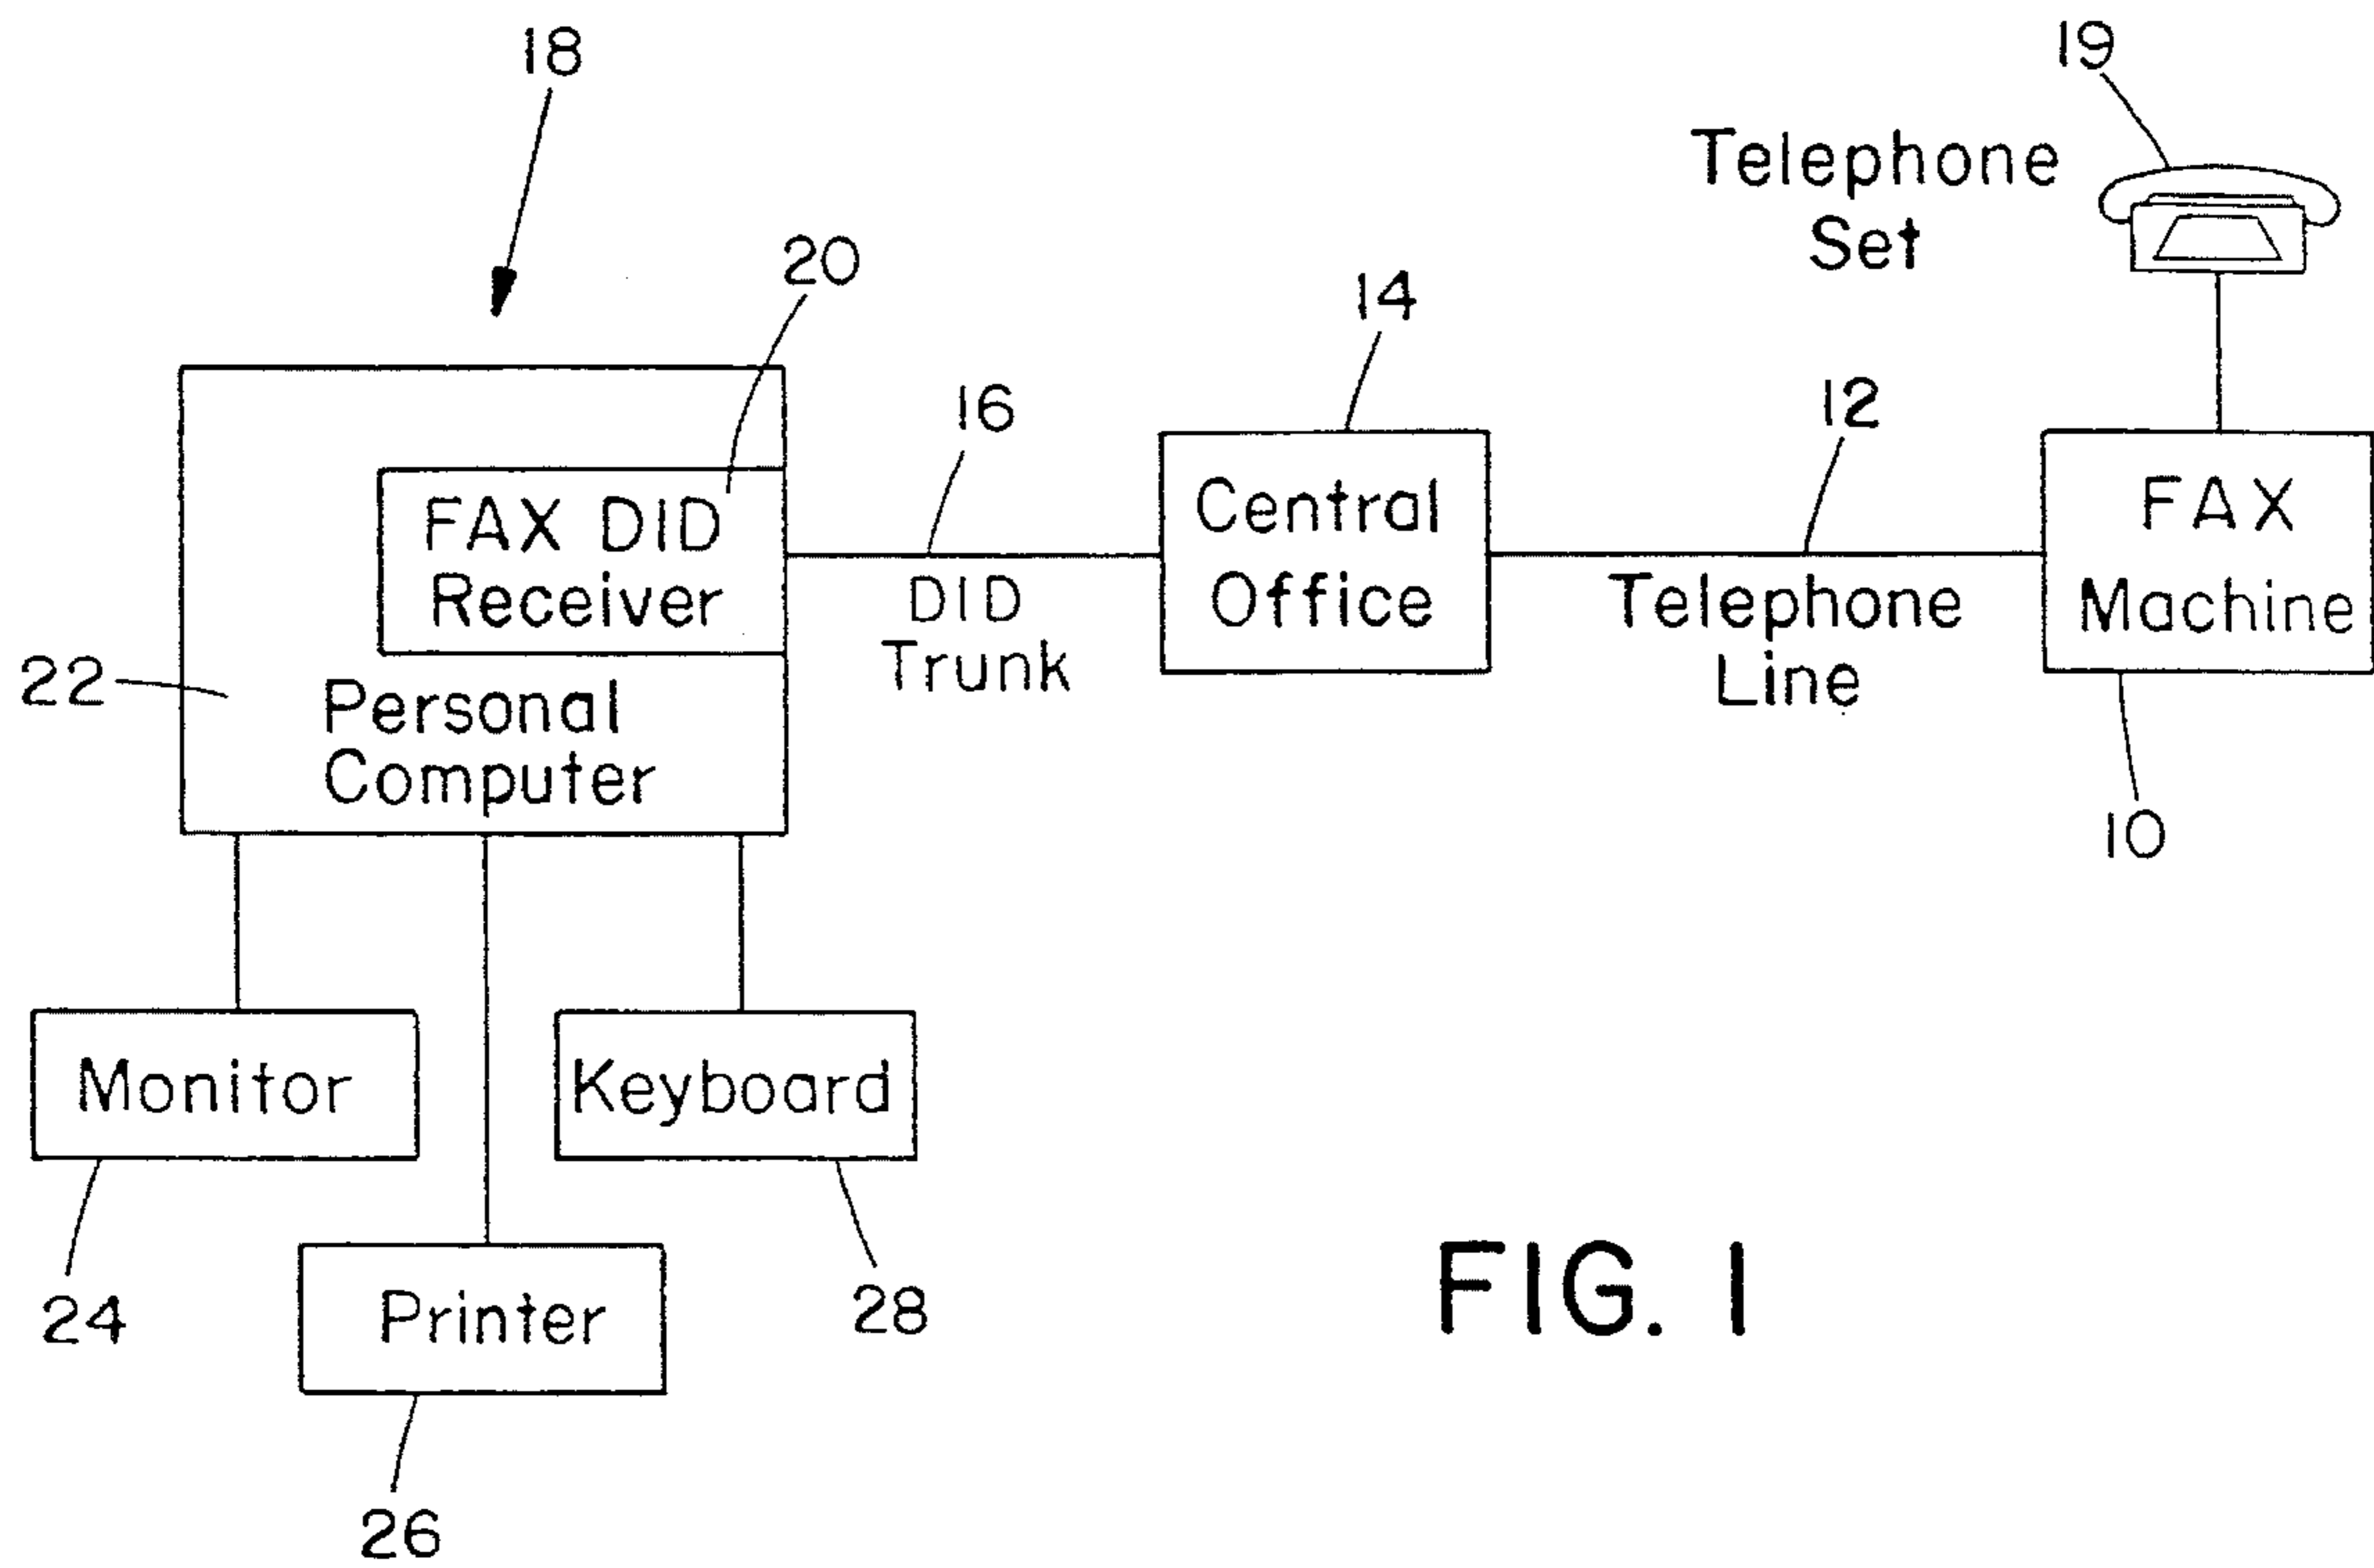 18
19
Telephone
Set
20
14
16
12
FAX DID
Receiver
Central
Office
FAX
Machine
DID
Trunk
Telephone
Line
22
Personal
Computer
10
Monitor
Keyboard
24
Printer
28
26
FIG. 1